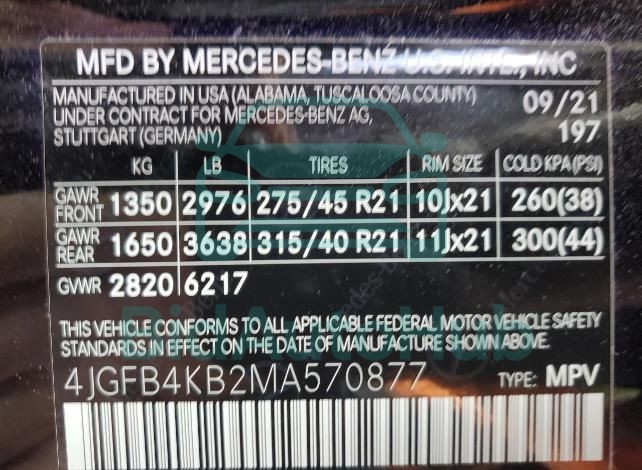 MFD BY MERCEDES-BENZ U.S. INTL., INC
MANUFACTURED IN USA (ALABAMA, TUSCALOOSA COUNTY) 09/21
UNDER CONTRACT FOR MERCEDES-BENZ AG,
STUTTGART (GERMANY) 197
KG LB TIRES RIM SIZE COLD KPA(PSI)
GAWR FRONT 1350 2976 275/45 R21 10Jx21 260(38)
GAWR REAR 1650 3638 315/40 R21 11Jx21 300(44)
GVWR 2820 6217
THIS VEHICLE CONFORMS TO ALL APPLICABLE FEDERAL MOTOR VEHICLE SAFETY
STANDARDS IN EFFECT ON THE DATE OF MANUFACTURE SHOWN ABOVE.
4JGFB4KB2MA570877 TYPE: MPV